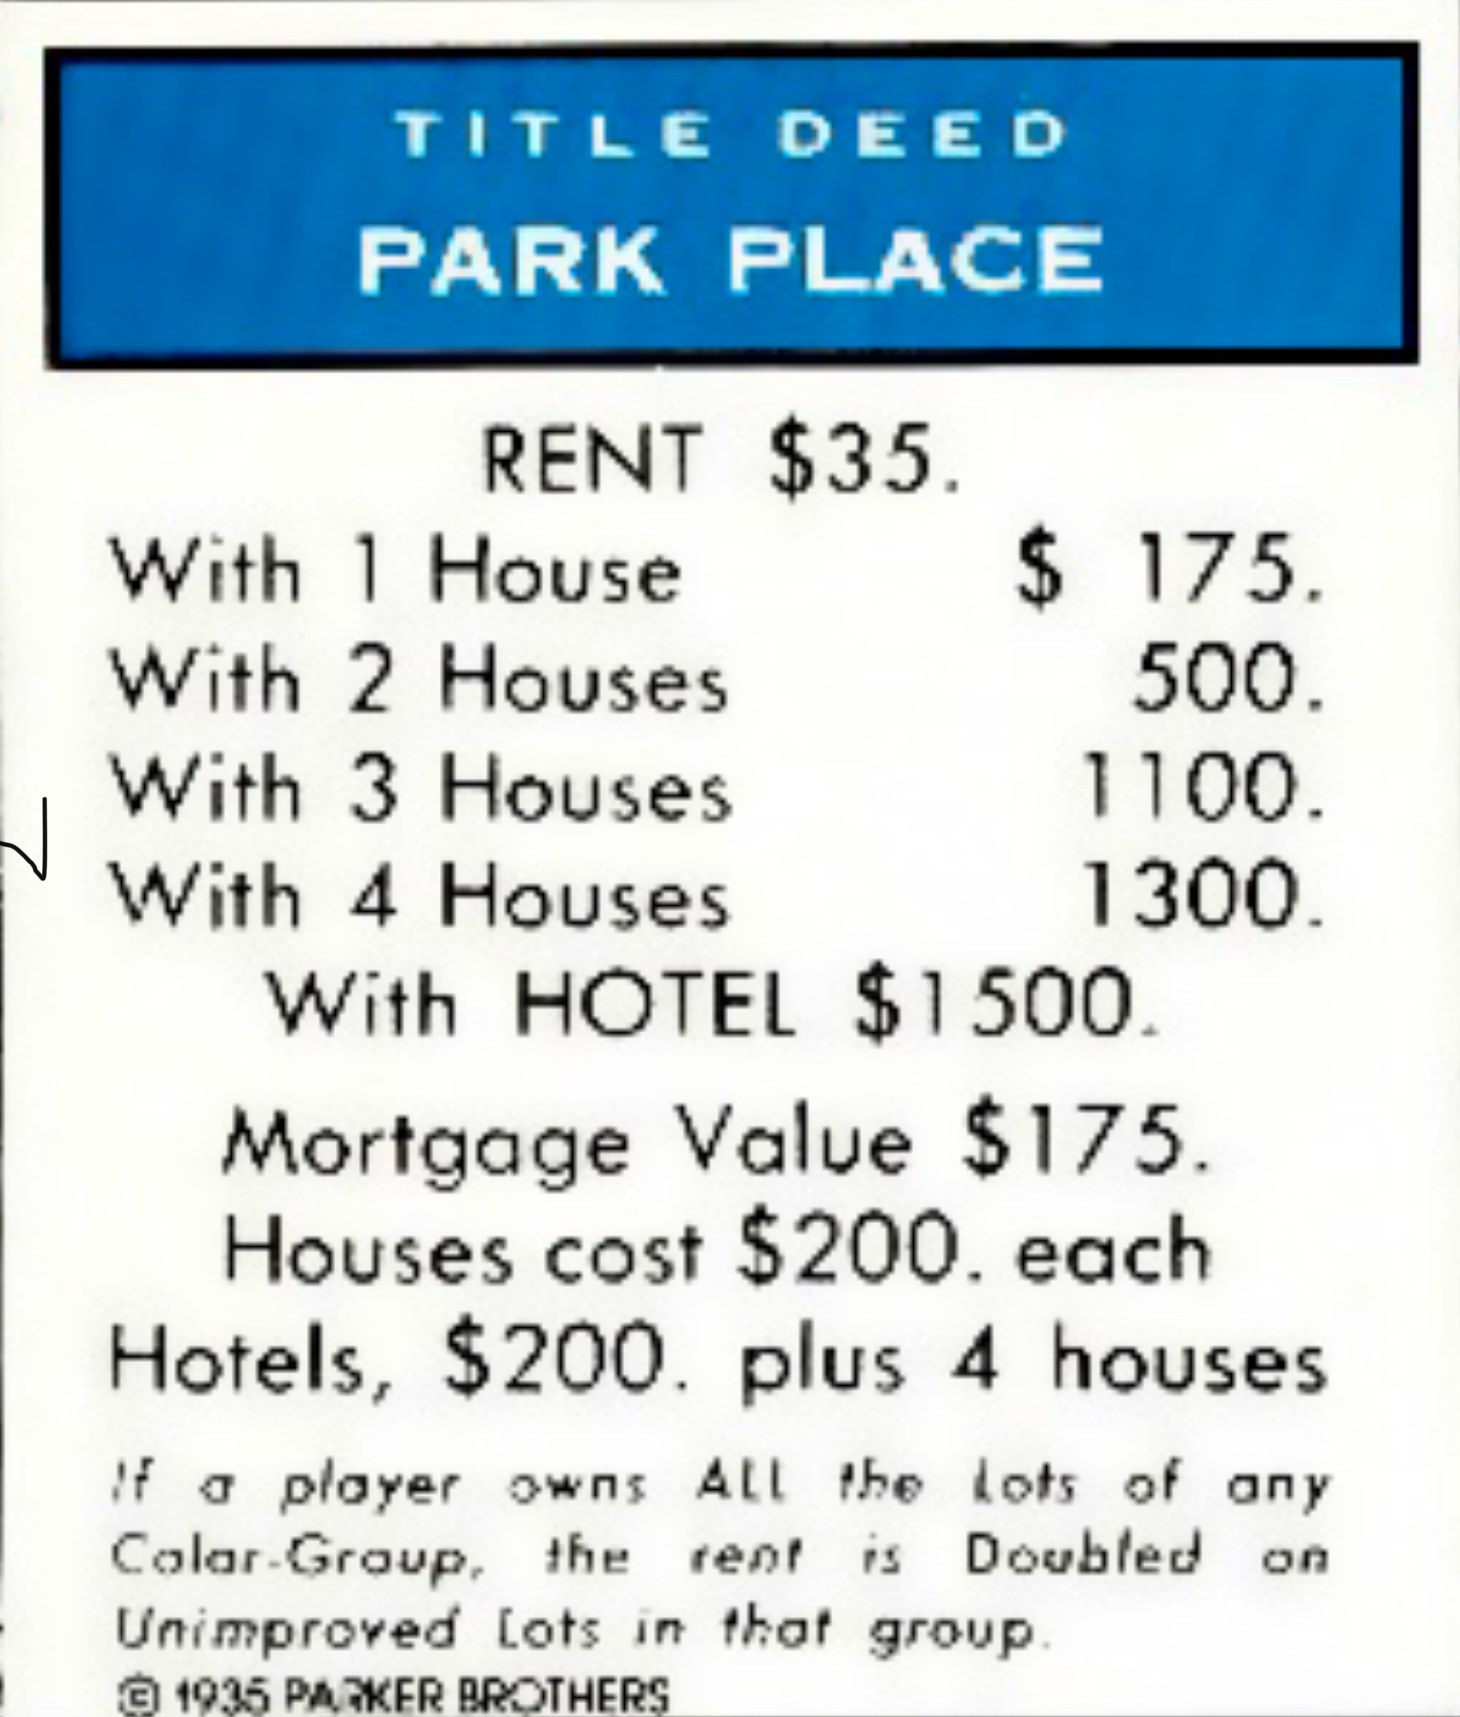 TITLE DEED
PARK PLACE
RENT $35.
With 1 House $ 175.
With 2 Houses 500.
With 3 Houses 1100.
With 4 Houses 1300.
With HOTEL $1500.
Mortgage Value $175.
Houses cost $200. each
Hotels, $200. plus 4 houses
If a player owns ALL the Lots of any
Color-Group, the rent is Doubled on
Unimproved Lots in that group.
© 1935 PARKER BROTHERS